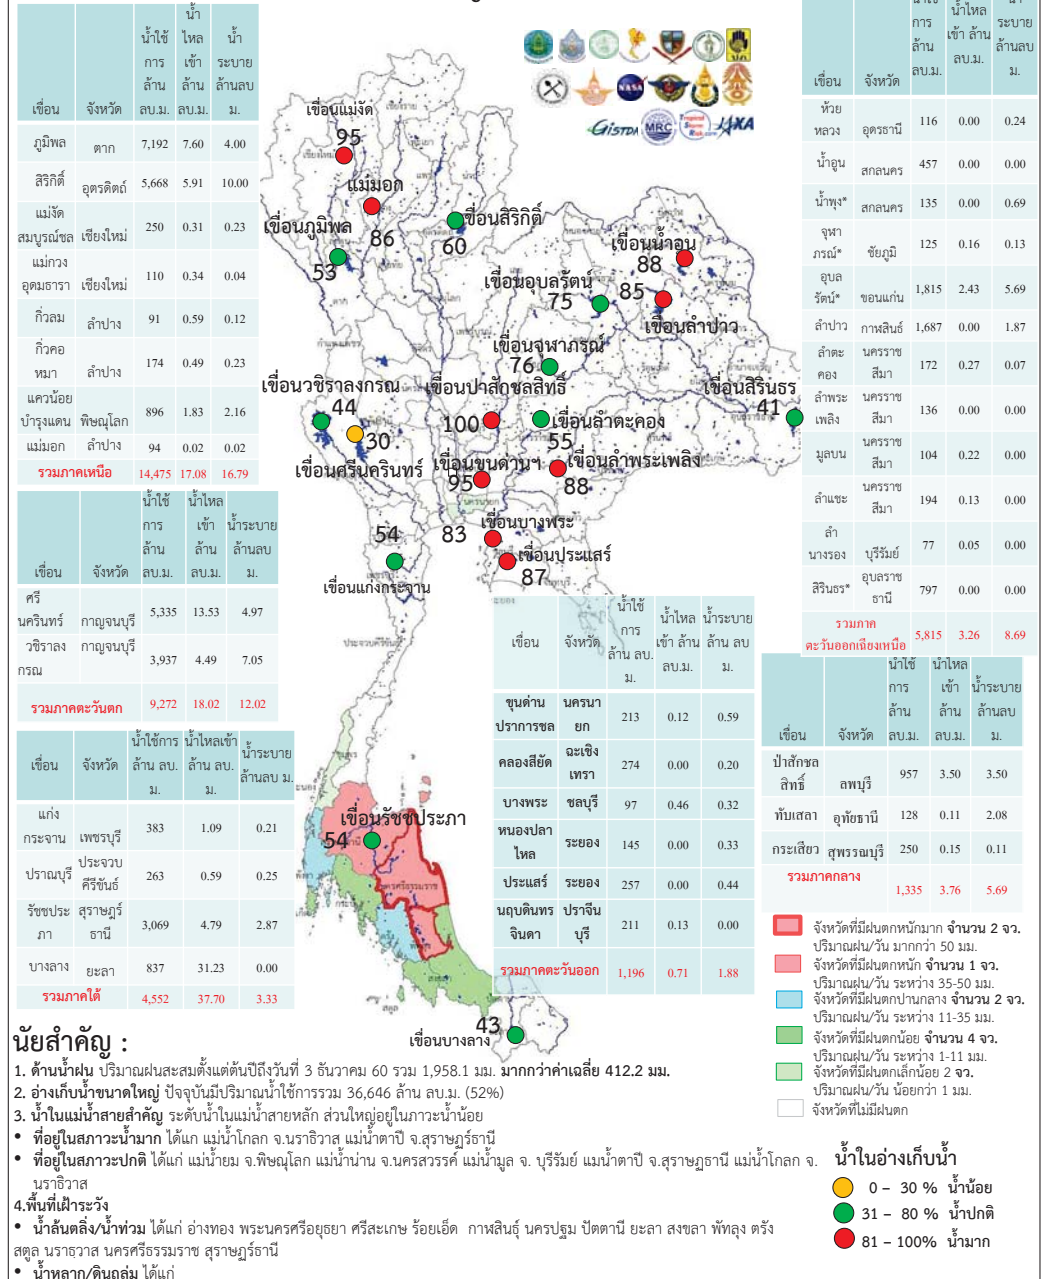 เขื่อน จังหวัด น้ำใช้การ ล้าน ลบ.ม. น้ำไหลเข้า ล้าน ลบ.ม. น้ำระบาย ล้านลบ ม.
ภูมิพล ตาก 7,192 7.60 4.00
สิริกิติ์ อุตรดิตถ์ 5,668 5.91 10.00
แม่งัดสมบูรณ์ชล เชียงใหม่ 250 0.31 0.23
แม่กวงอุดมธารา เชียงใหม่ 110 0.34 0.04
กิ่วลม ลำปาง 91 0.59 0.12
กิ่วคอหมา ลำปาง 174 0.49 0.23
แควน้อยบำรุงแดน พิษณุโลก 896 1.83 2.16
แม่มอก ลำปาง 94 0.02 0.02
รวมภาคเหนือ 14,475 17.08 16.79
เขื่อน จังหวัด น้ำใช้การ ล้าน ลบ.ม. น้ำไหลเข้า ล้าน ลบ.ม. น้ำระบาย ล้านลบ ม.
ศรีนครินทร์ กาญจนบุรี 5,335 13.53 4.97
วชิราลงกรณ กาญจนบุรี 3,937 4.49 7.05
รวมภาคตะวันตก 9,272 18.02 12.02
เขื่อน จังหวัด น้ำใช้การ ล้าน ลบ.ม. น้ำไหลเข้า ล้าน ลบ.ม. น้ำระบาย ล้านลบ ม.
แก่งกระจาน เพชรบุรี 383 1.09 0.21
ปราณบุรี ประจวบคีรีขันธ์ 263 0.59 0.25
รัชชประภา สุราษฎร์ธานี 3,069 4.79 2.87
บางลาง ยะลา 837 31.23 0.00
รวมภาคใต้ 4,552 37.70 3.33
NASA
GISTDA MRC Tropical Storm Risk.com JAXA
เขื่อนแม่งัด
95
แม่มอก
86
เขื่อนสิริกิติ์
60
เขื่อนภูมิพล
53
เขื่อนน้ำอูน
88
เขื่อนอุบลรัตน์
75
85
เขื่อนลำปาว
เขื่อนจุฬาภรณ์
76
เขื่อนวชิราลงกรณ
44
เขื่อนป่าสักชลสิทธิ์
100
เขื่อนสิรินธร
41
30
เขื่อนศรีนครินทร์
เขื่อนลำตะคอง
55
เขื่อนขุนด่านฯ
95
เขื่อนลำพระเพลิง
88
83
เขื่อนบางพระ
54
เขื่อนแก่งกระจาน
เขื่อนประแสร์
87
เขื่อนรัชชประภา
54
43
เขื่อนบางลาง
เขื่อน จังหวัด น้ำใช้การ ล้าน ลบ.ม. น้ำไหลเข้า ล้าน ลบ.ม. น้ำระบาย ล้าน ลบ ม.
ขุนด่านปราการชล นครนายก 213 0.12 0.59
คลองสียัด ฉะเชิงเทรา 274 0.00 0.20
บางพระ ชลบุรี 97 0.46 0.32
หนองปลาไหล ระยอง 145 0.00 0.33
ประแสร์ ระยอง 257 0.00 0.44
นฤบดินทรจินดา ปราจีนบุรี 211 0.13 0.00
รวมภาคตะวันออก 1,196 0.71 1.88
เขื่อน จังหวัด การ ล้าน ลบ.ม. น้ำไหลเข้า ล้าน ลบ.ม. ระบาย ล้านลบ ม.
ห้วยหลวง อุดรธานี 116 0.00 0.24
น้ำอูน สกลนคร 457 0.00 0.00
น้ำพุง* สกลนคร 135 0.00 0.69
จุฬาภรณ์* ชัยภูมิ 125 0.16 0.13
อุบลรัตน์* ขอนแก่น 1,815 2.43 5.69
ลำปาว กาฬสินธุ์ 1,687 0.00 1.87
ลำตะคอง นครราชสีมา 172 0.27 0.07
ลำพระเพลิง นครราชสีมา 136 0.00 0.00
มูลบน นครราชสีมา 104 0.22 0.00
ลำแชะ นครราชสีมา 194 0.13 0.00
ลำนางรอง บุรีรัมย์ 77 0.05 0.00
สิรินธร* อุบลราชธานี 797 0.00 0.00
รวมภาคตะวันออกเฉียงเหนือ 5,815 3.26 8.69
เขื่อน จังหวัด น้ำใช้การ ล้าน ลบ.ม. น้ำไหลเข้า ล้าน ลบ.ม. น้ำระบาย ล้านลบ ม.
ป่าสักชลสิทธิ์ ลพบุรี 957 3.50 3.50
ทับเสลา อุทัยธานี 128 0.11 2.08
กระเสียว สุพรรณบุรี 250 0.15 0.11
รวมภาคกลาง 1,335 3.76 5.69
จังหวัดที่มีฝนตกหนักมาก จำนวน 2 จว.
ปริมาณฝน/วัน มากกว่า 50 มม.
จังหวัดที่มีฝนตกหนัก จำนวน 1 จว.
ปริมาณฝน/วัน ระหว่าง 35-50 มม.
จังหวัดที่มีฝนตกปานกลาง จำนวน 2 จว.
ปริมาณฝน/วัน ระหว่าง 11-35 มม.
จังหวัดที่มีฝนตกน้อย จำนวน 4 จว.
ปริมาณฝน/วัน ระหว่าง 1-11 มม.
จังหวัดที่มีฝนตกเล็กน้อย 2 จว.
ปริมาณฝน/วัน น้อยกว่า 1 มม.
จังหวัดที่ไม่มีฝนตก
น้ำในอ่างเก็บน้ำ
0 – 30 % น้ำน้อย
31 – 80 % น้ำปกติ
81 – 100% น้ำมาก
นัยสำคัญ :
1. ด้านน้ำฝน ปริมาณฝนสะสมตั้งแต่ต้นปีถึงวันที่ 3 ธันวาคม 60 รวม 1,958.1 มม. มากกว่าค่าเฉลี่ย 412.2 มม.
2. อ่างเก็บน้ำขนาดใหญ่ ปัจจุบันมีปริมาณน้ำใช้การรวม 36,646 ล้าน ลบ.ม. (52%)
3. น้ำในแม่น้ำสายสำคัญ ระดับน้ำในแม่น้ำสายหลัก ส่วนใหญ่อยู่ในภาวะน้ำน้อย
• ที่อยู่ในสภาวะน้ำมาก ได้แก่ แม่น้ำโกลก จ.นราธิวาส แม่น้ำตาปี จ.สุราษฎร์ธานี
• ที่อยู่ในสภาวะปกติ ได้แก่ แม่น้ำยม จ.พิษณุโลก แม่น้ำน่าน จ.นครสวรรค์ แม่น้ำมูล จ. บุรีรัมย์ แมน้ำตาปี จ.สุราษฎธานี แม่น้ำโกลก จ.
นราธิวาส
4.พื้นที่เฝ้าระวัง
• น้ำล้นตลิ่ง/น้ำท่วม ได้แก่ อ่างทอง พระนครศรีอยุธยา ศรีสะเกษ ร้อยเอ็ด กาฬสินธุ์ นครปฐม ปัตตานี ยะลา สงขลา พัทลุง ตรัง
สตูล นราธวาส นครศรีธรรมราช สุราษฎร์ธานี
• น้ำหลาก/ดินถล่ม ได้แก่